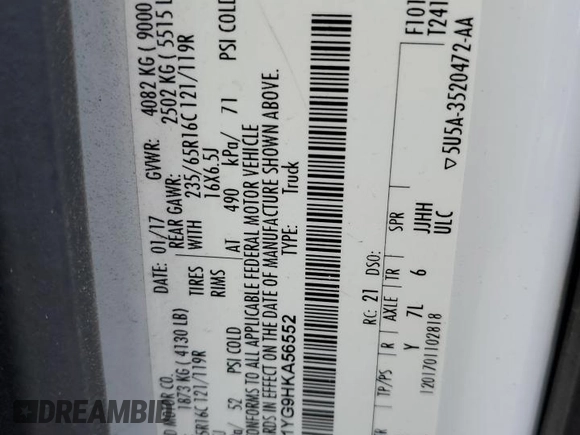 D MOTOR CO.
DATE: 01/17 GVWR: 4082 KG ( 9000
1873 KG ( 4130 LB) REAR GAWR: 2502 KG ( 5515 L
5R16C 121/119R TIRES WITH 235/65R16C 121/119R
RIMS 16X6.5J
a/ 52 PSI COLD AT 490 kPa/ 71 PSI COLD
ONFORMS TO ALL APPLICABLE FEDERAL MOTOR VEHICLE
RDS IN EFFECT ON THE DATE OF MANUFACTURE SHOWN ABOVE.
1YG9HKA56552 TYPE: Truck
RC: 21 DSO: F101
T241
TP/PS R AXLE TR SPR
Y 7L 6 JJHH
ULC
1201701102818
▽5U5A-3520472-AA
DREAMBID